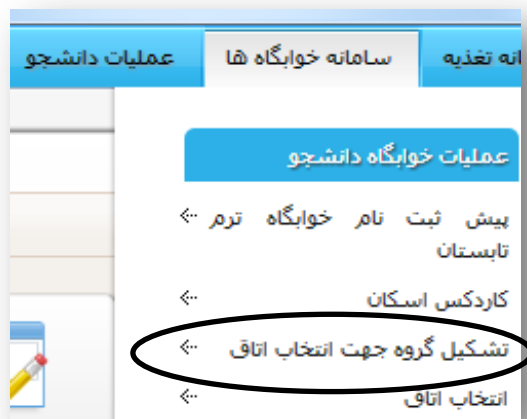 انه تغذیه سامانه خوابگاه ها عملیات دانشجو
عملیات خوابگاه دانشجو
پیش ثبت نام خوابگاه ترم
تابستان
کاردکس اسکان
تشکیل گروه جهت انتخاب اتاق
انتخاب اتاق